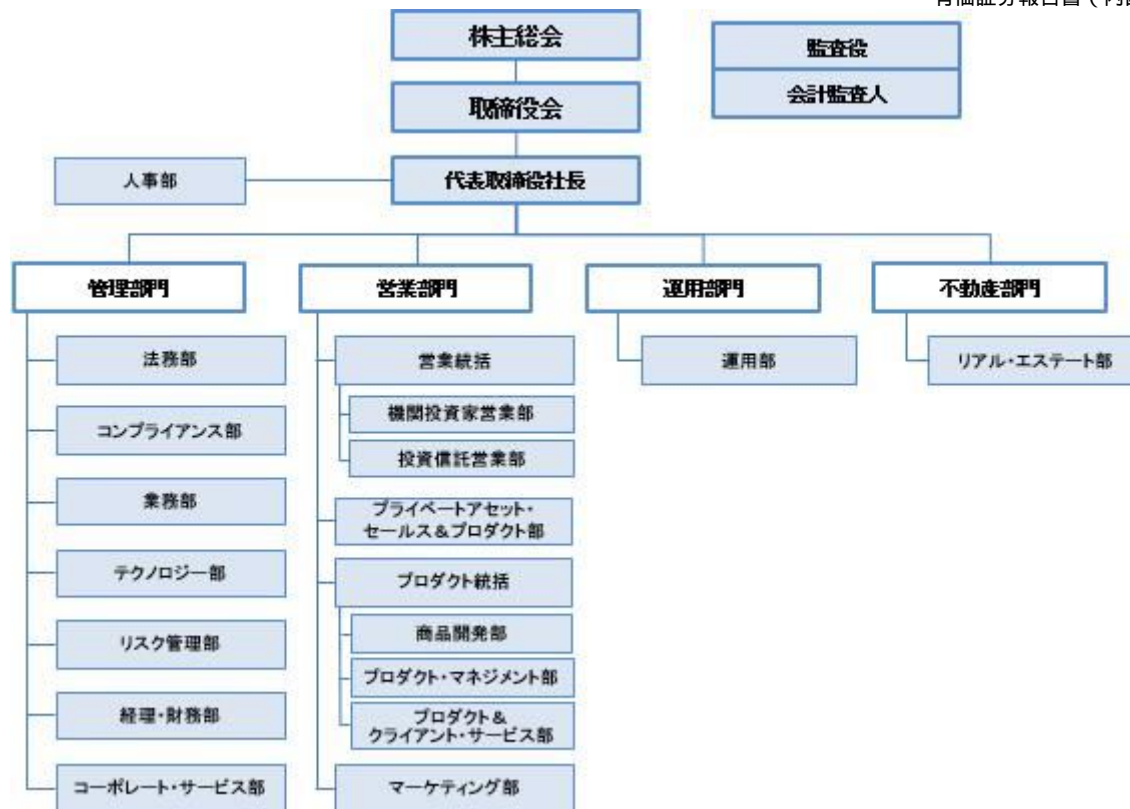 株主総会
監査役
会計監査人
取締役会
人事部
代表取締役社長
管理部門
営業部門
運用部門
不動産部門
法務部
コンプライアンス部
業務部
テクノロジー部
リスク管理部
経理・財務部
コーポレート・サービス部
営業統括
機関投資家営業部
投資信託営業部
プライベートアセット・
セールス&プロダクト部
プロダクト統括
商品開発部
プロダクト・マネジメント部
プロダクト&
クライアント・サービス部
マーケティング部
運用部
リアル・エステート部